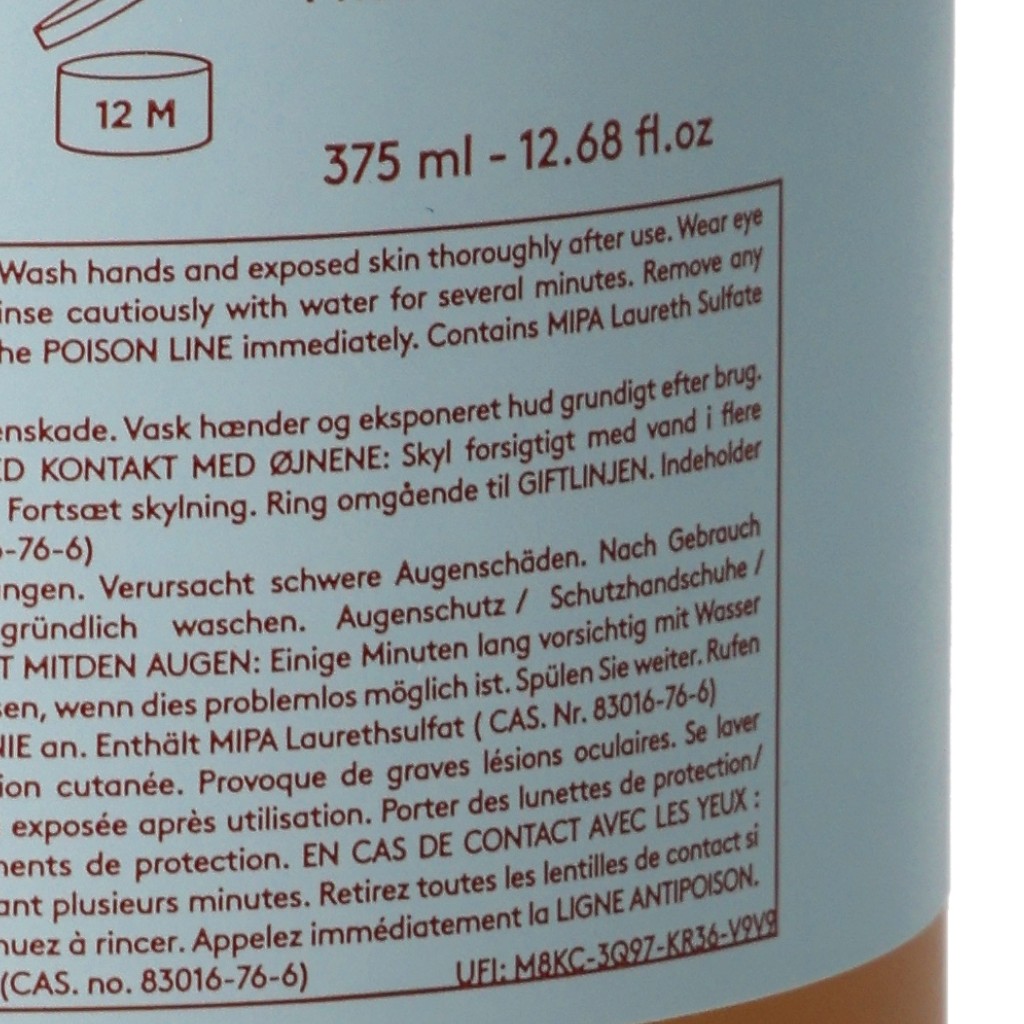 12 M
375 ml - 12.68 fl.oz
Wash hands and exposed skin thoroughly after use. Wear eye
inse cautiously with water for several minutes. Remove any
he POISON LINE immediately. Contains MIPA Laureth Sulfate
enskade. Vask hænder og eksponeret hud grundigt efter brug.
ED KONTAKT MED ØJNENE: Skyl forsigtigt med vand i flere
Fortsæt skylning. Ring omgående til GIFTLINJEN. Indeholder
-76-6)
ngen. Verursacht schwere Augenschäden. Nach Gebrauch
gründlich waschen. Augenschutz / Schutzhandschuhe /
T MITDEN AUGEN: Einige Minuten lang vorsichtig mit Wasser
sen, wenn dies problemlos möglich ist. Spülen Sie weiter. Rufen
NIE an. Enthält MIPA Laurethsulfat ( CAS. Nr. 83016-76-6)
ion cutanée. Provoque de graves lésions oculaires. Se laver
exposée après utilisation. Porter des lunettes de protection/
nents de protection. EN CAS DE CONTACT AVEC LES YEUX :
ant plusieurs minutes. Retirez toutes les lentilles de contact si
nuez à rincer. Appelez immédiatement la LIGNE ANTIPOISON.
(CAS. no. 83016-76-6) UFI: M8KC-3Q97-KR36-V9V9